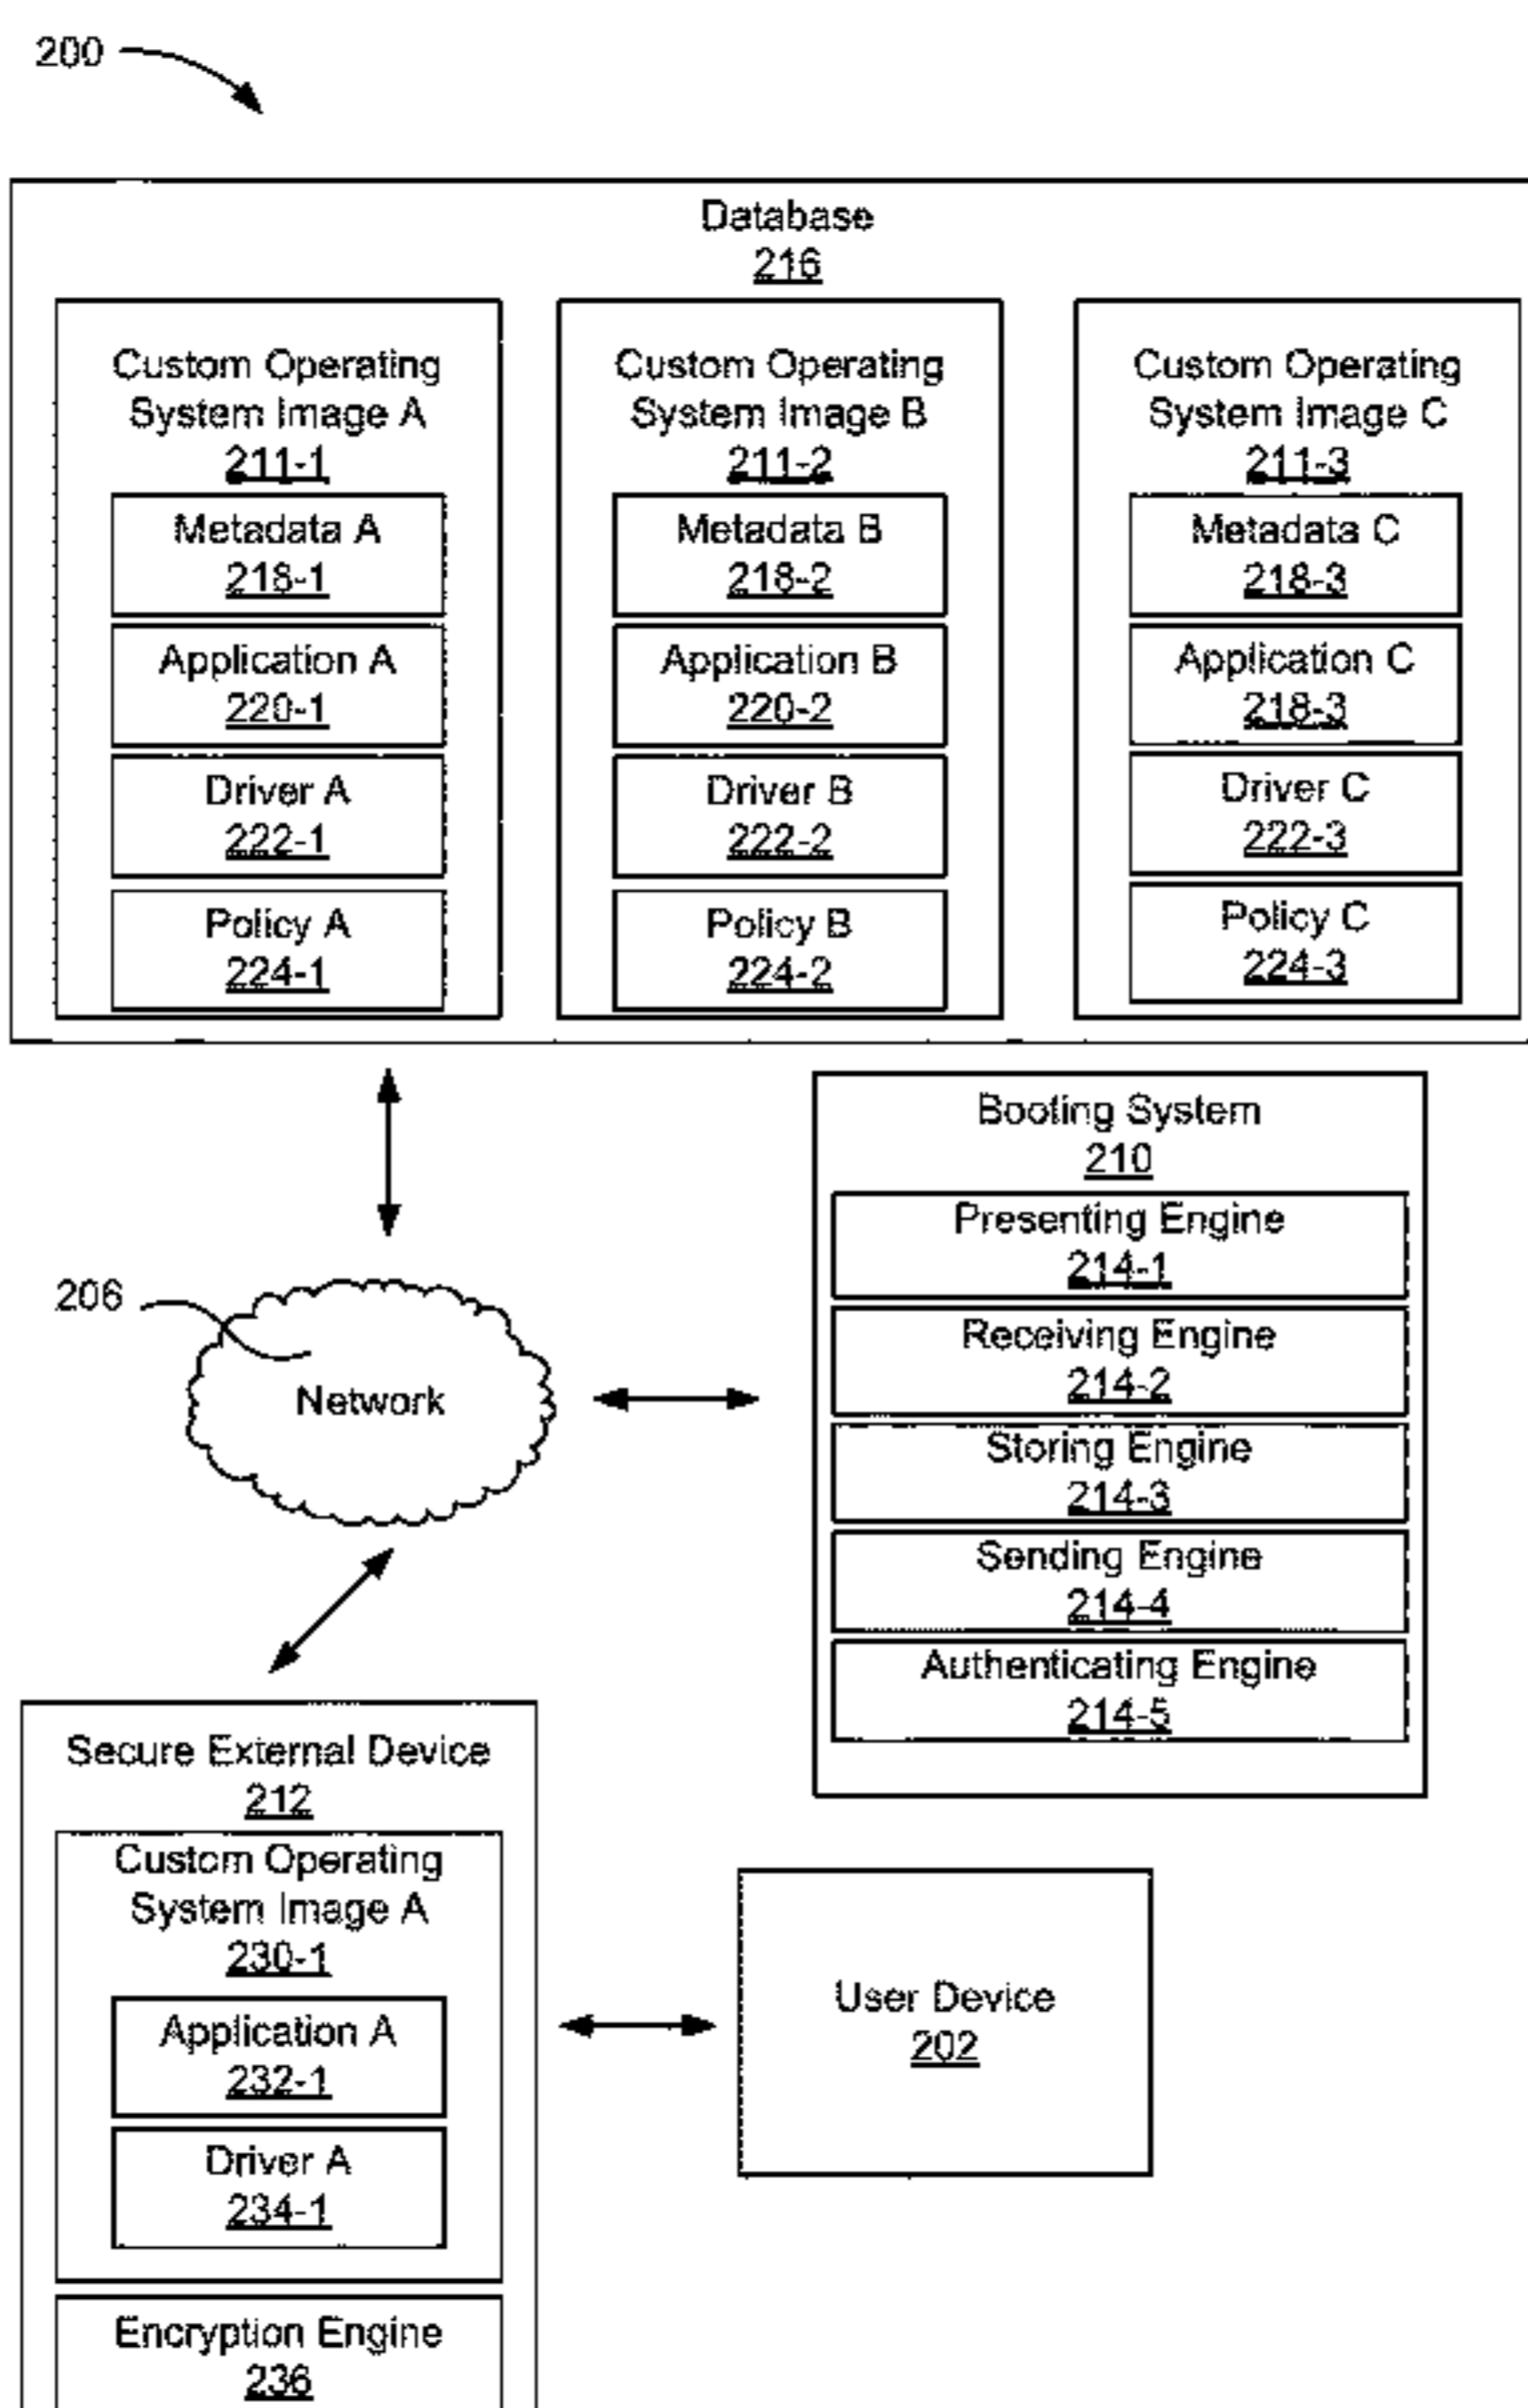 200
Database
216
Custom Operating
System Image A
211-1
Metadata A
218-1
Application A
220-1
Driver A
222-1
Policy A
224-1
Custom Operating
System Image B
211-2
Metadata B
218-2
Application B
220-2
Driver B
222-2
Policy B
224-2
Custom Operating
System Image C
211-3
Metadata C
218-3
Application C
218-3
Driver C
222-3
Policy C
224-3
206
Network
Booting System
210
Presenting Engine
214-1
Receiving Engine
214-2
Storing Engine
214-3
Sending Engine
214-4
Authenticating Engine
214-5
Secure External Device
212
Custom Operating
System Image A
230-1
Application A
232-1
Driver A
234-1
Encryption Engine
236
User Device
202